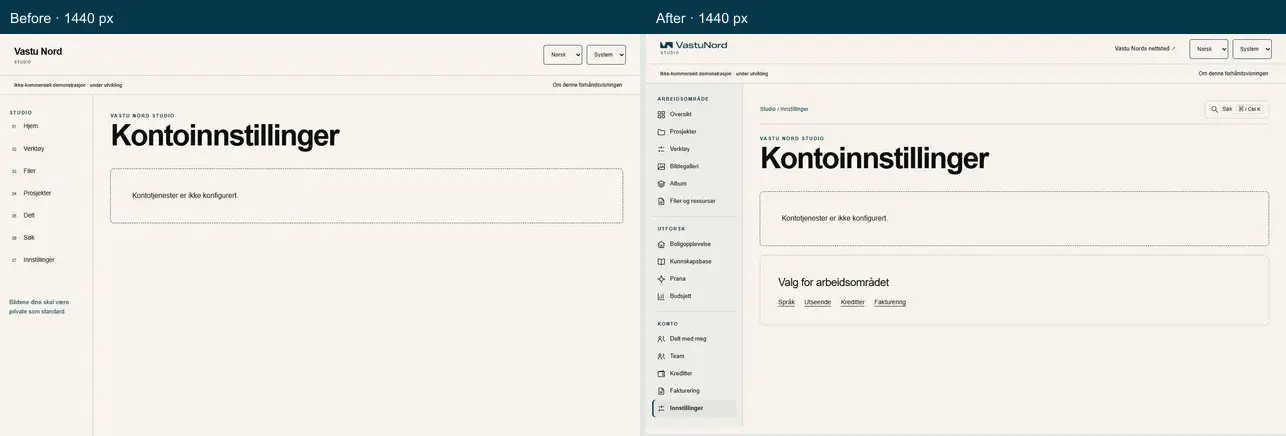 Before · 1440 px
Vastu Nord
STUDIO
Norsk
System
Ikke-kommersiell demonstrasjon · under utvikling
Om denne forhåndsvisningen
STUDIO
01 Hjem
02 Verktøy
03 Filer
04 Prosjekter
05 Delt
06 Søk
07 Innstillinger
Bildene dine skal være
private som standard.
VASTU NORD STUDIO
Kontoinnstillinger
Kontotjenester er ikke konfigurert.
After · 1440 px
VastuNord
STUDIO
Vastu Nords nettsted ↗
Norsk
System
Ikke-kommersiell demonstrasjon · under utvikling
Om denne forhåndsvisningen
ARBEIDSOMRÅDE
Oversikt
Prosjekter
Verktøy
Bildegalleri
Album
Filer og ressurser
UTFORSK
Boligopplevelse
Kunnskapsbase
Prana
Budsjett
KONTO
Delt med meg
Team
Kreditter
Fakturering
Innstillinger
Studio / Innstillinger
Søk ⌘ / Ctrl K
VASTU NORD STUDIO
Kontoinnstillinger
Kontotjenester er ikke konfigurert.
Valg for arbeidsområdet
Språk Utseende Kreditter Fakturering